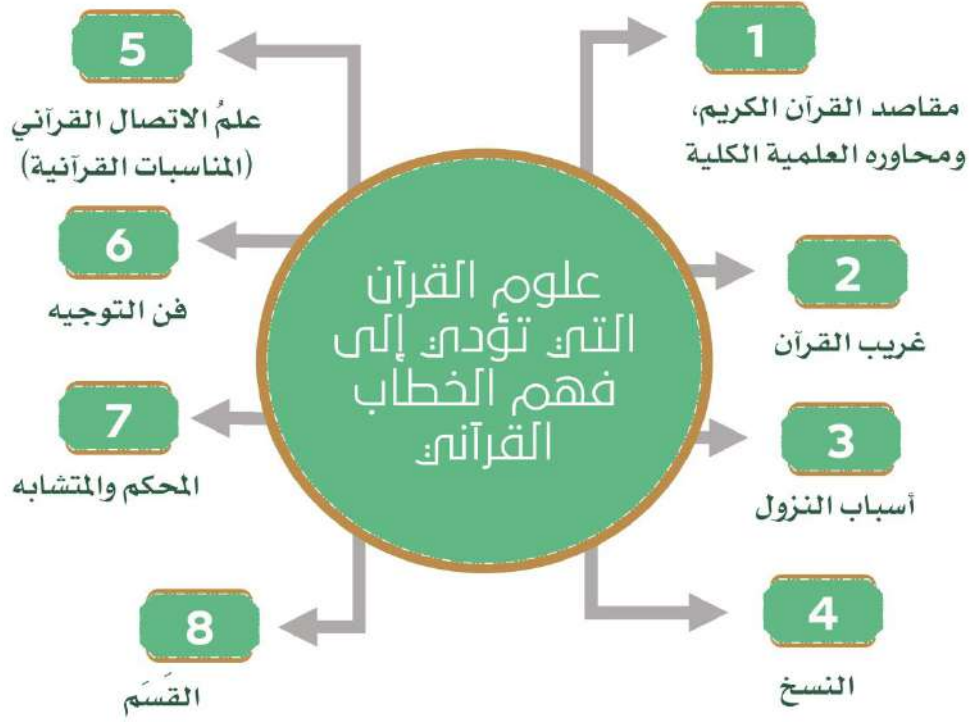 علوم القرآن
التي تؤدي إلى
فهم الخطاب
القرآني
1
مقاصد القرآن الكريم،
ومحاوره العلمية الكلية
2
غريب القرآن
3
أسباب النزول
4
النسخ
5
علمُ الاتصال القرآني
(المناسبات القرآنية)
6
فن التوجيه
7
المحكم والمتشابه
8
القَسَم